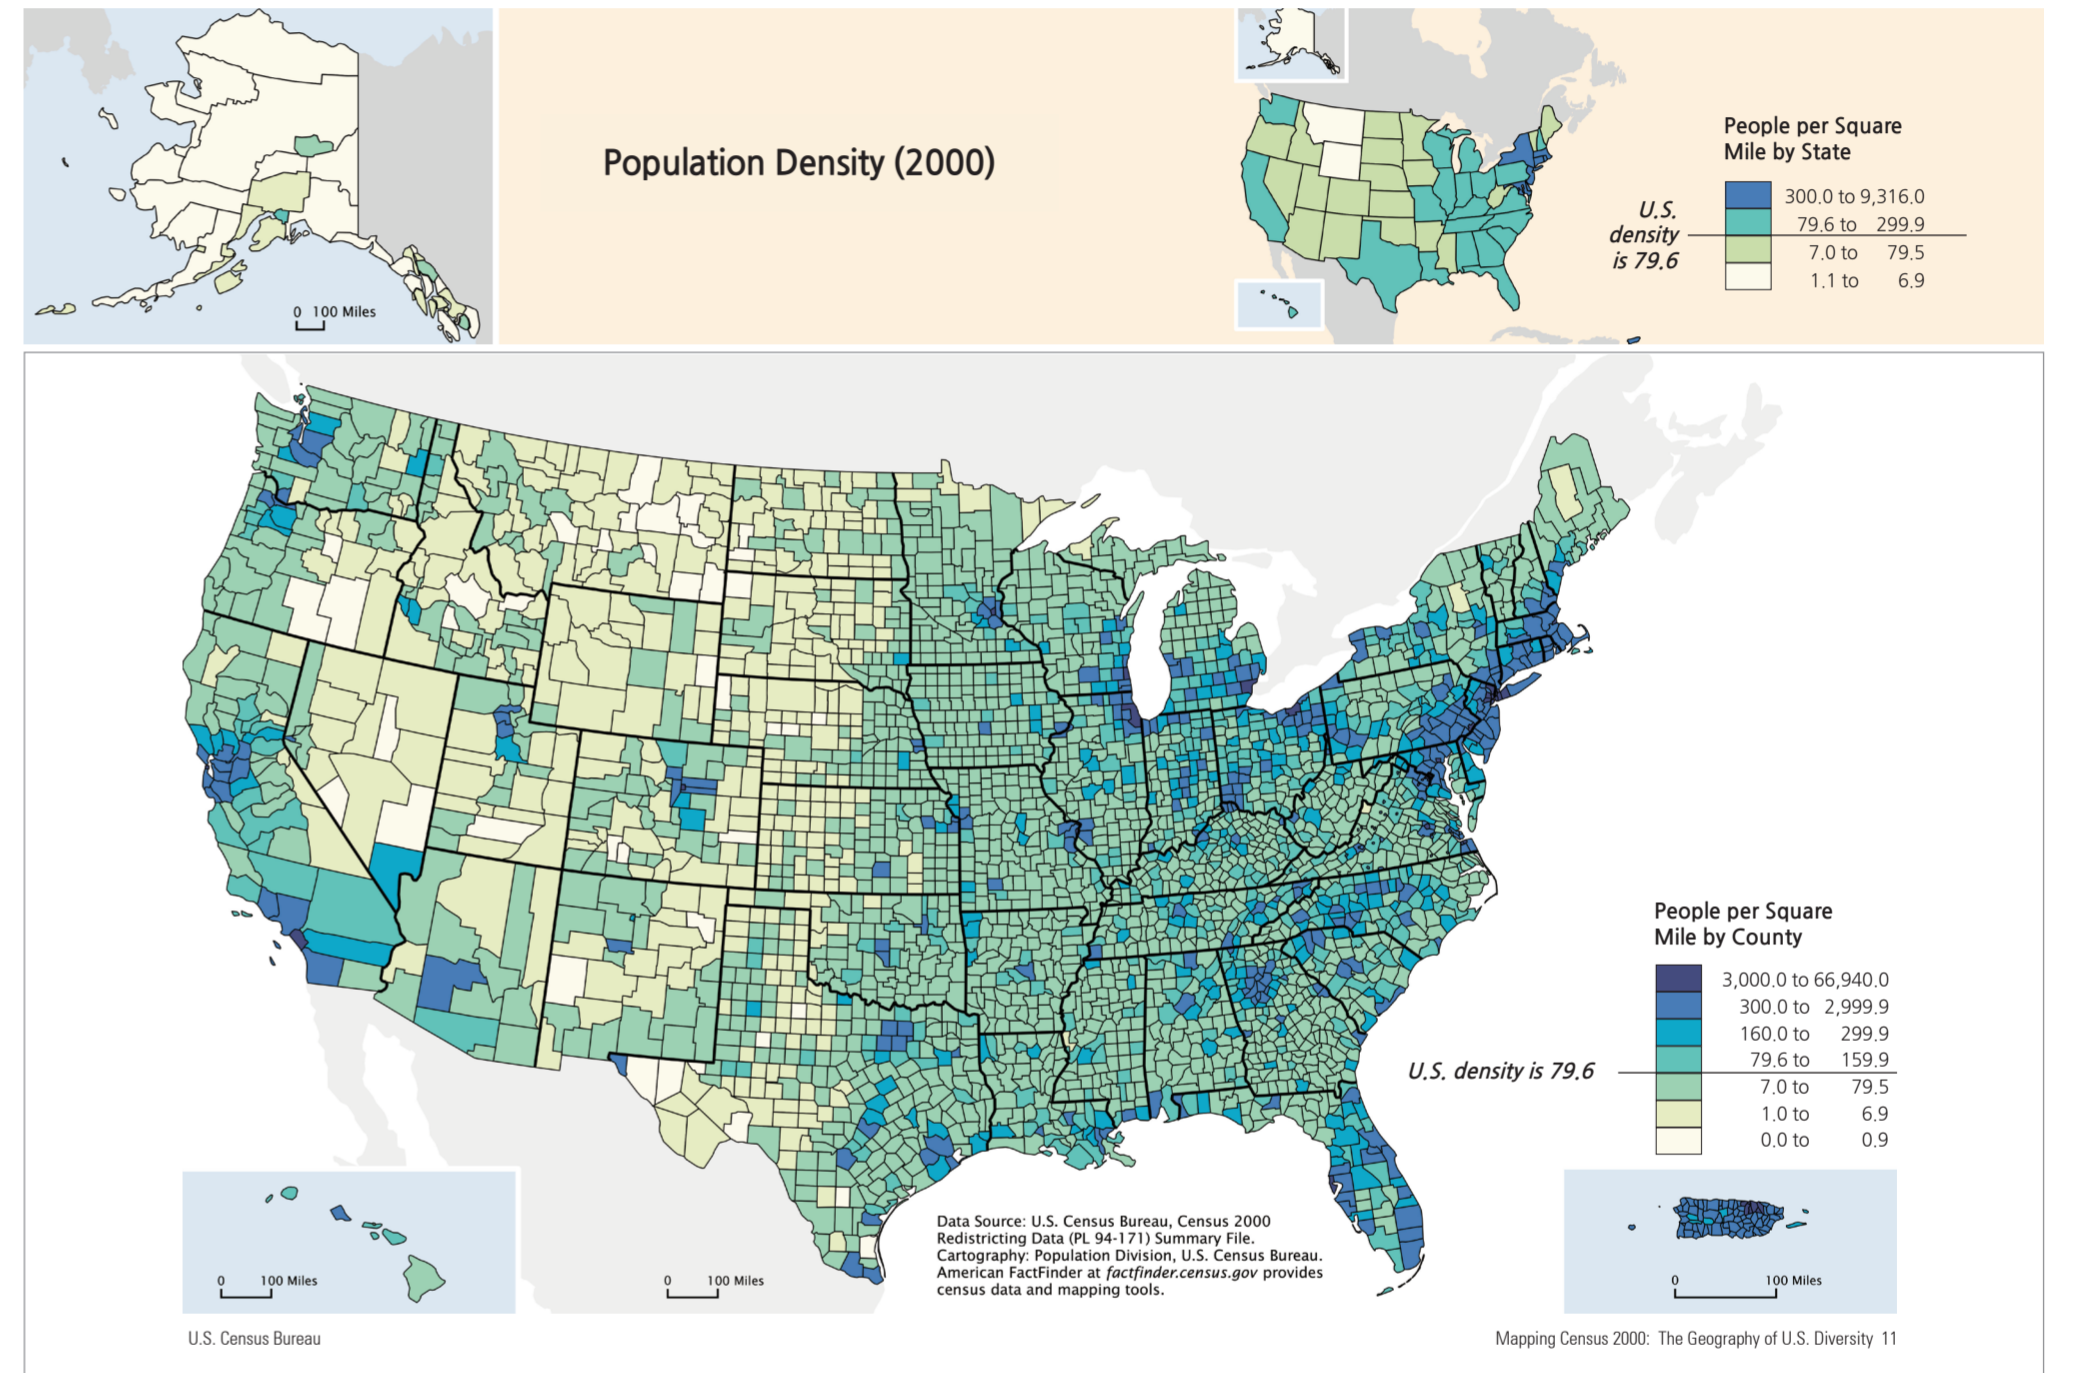 Population Density (2000)
0 100 Miles
People per Square
Mile by State
300.0 to 9,316.0
79.6 to 299.9
7.0 to 79.5
1.1 to 6.9
U.S.
density
is 79.6
People per Square
Mile by County
3,000.0 to 66,940.0
300.0 to 2,999.9
160.0 to 299.9
79.6 to 159.9
7.0 to 79.5
1.0 to 6.9
0.0 to 0.9
U.S. density is 79.6
0 100 Miles
0 100 Miles
Data Source: U.S. Census Bureau, Census 2000
Redistricting Data (PL 94-171) Summary File.
Cartography: Population Division, U.S. Census Bureau.
American FactFinder at factfinder.census.gov provides
census data and mapping tools.
0 100 Miles
U.S. Census Bureau
Mapping Census 2000: The Geography of U.S. Diversity 11